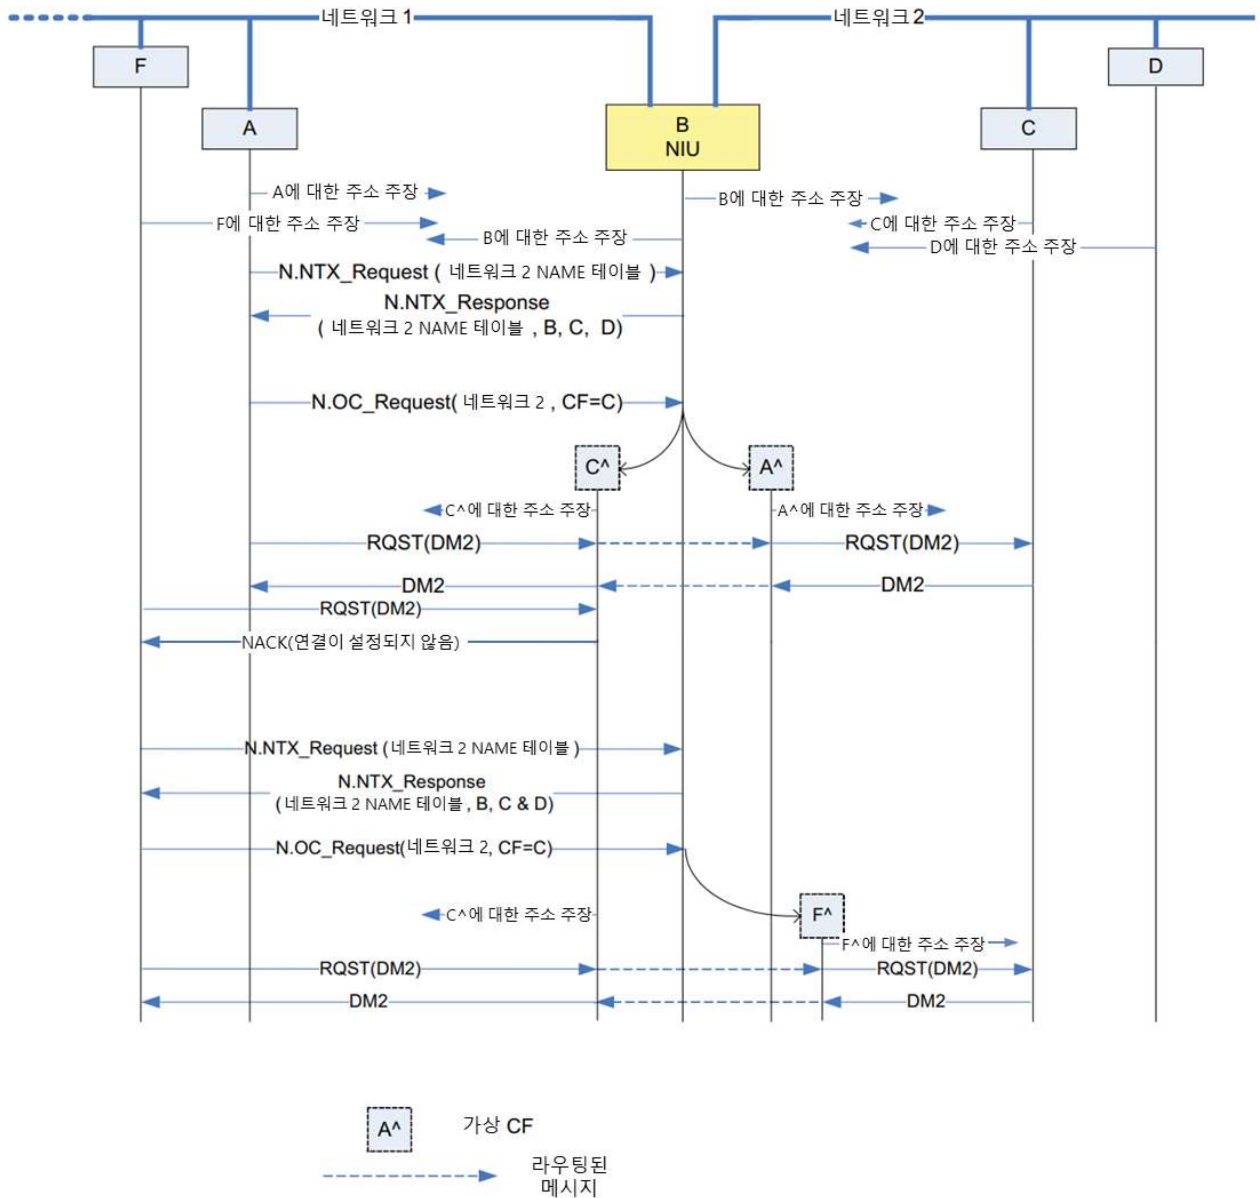 네트워크 1
네트워크 2
F
D
A
B
NIU
C
A에 대한 주소 주장
B에 대한 주소 주장
F에 대한 주소 주장
C에 대한 주소 주장
B에 대한 주소 주장
D에 대한 주소 주장
N.NTX_Request ( 네트워크 2 NAME 테이블 )
N.NTX_Response
( 네트워크 2 NAME 테이블 , B, C, D)
N.OC_Request( 네트워크 2 , CF=C)
C^
A^
C^에 대한 주소 주장
A^에 대한 주소 주장
RQST(DM2)
RQST(DM2)
DM2
DM2
RQST(DM2)
NACK(연결이 설정되지 않음)
N.NTX_Request (네트워크 2 NAME 테이블 )
N.NTX_Response
(네트워크 2 NAME 테이블 , B, C & D)
N.OC_Request(네트워크 2, CF=C)
F^
C^에 대한 주소 주장
F^에 대한 주소 주장
RQST(DM2)
RQST(DM2)
DM2
DM2
A^
가상 CF
라우팅된
메시지